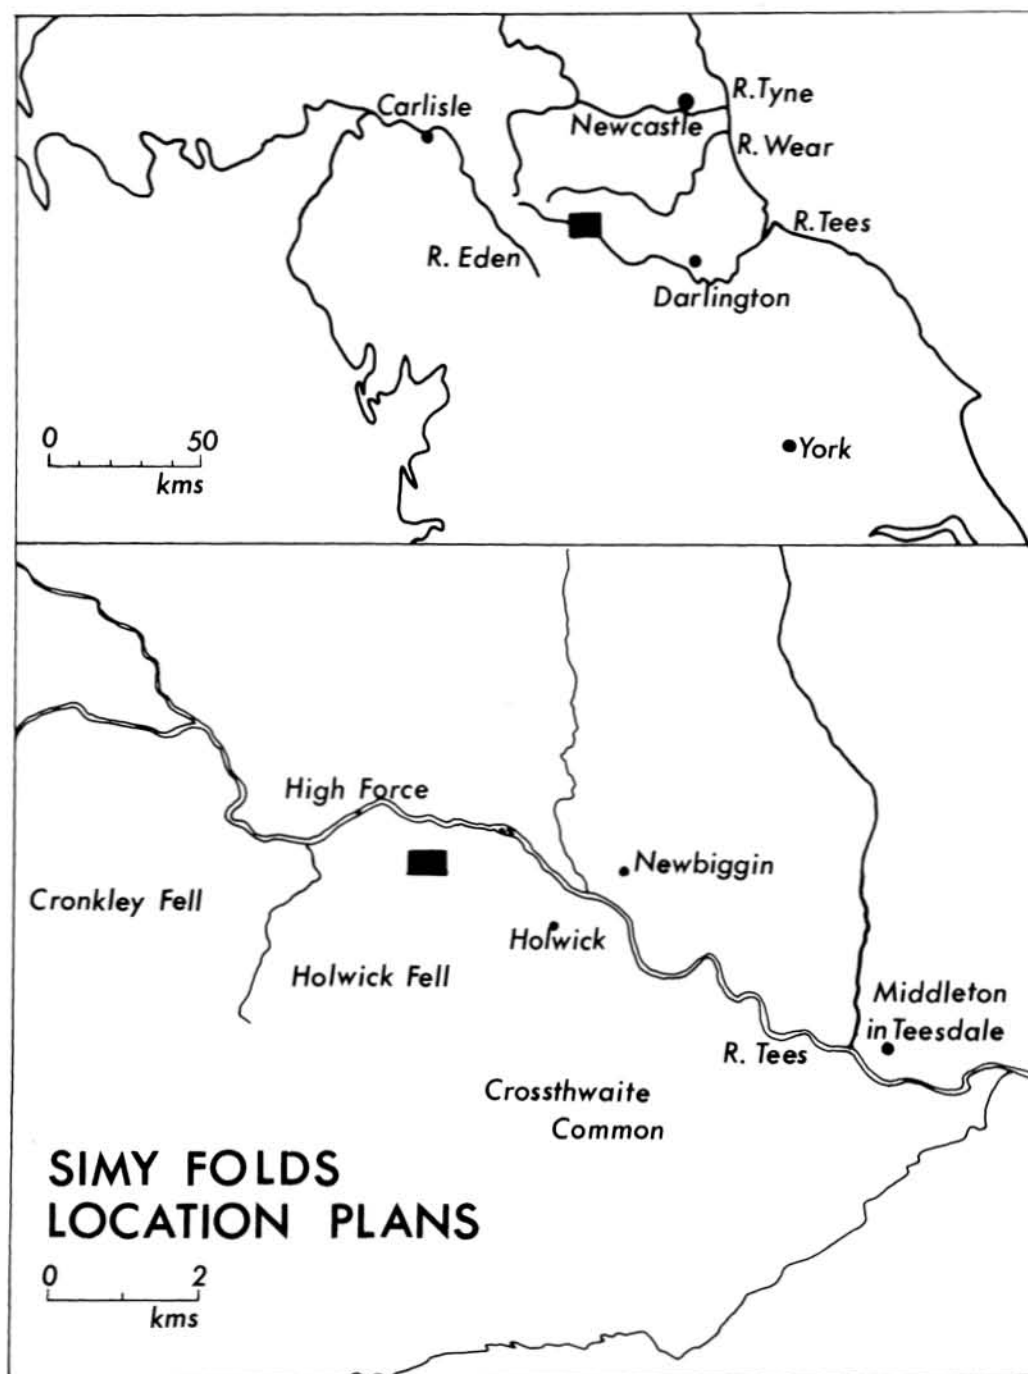 Carlisle
Newcastle
R. Tyne
R. Wear
R. Tees
R. Eden
Darlington
York
0 50
kms
High Force
Newbiggin
Cronkley Fell
Holwick
Holwick Fell
Middleton
in Teesdale
R. Tees
Crossthwaite
Common
SIMY FOLDS
LOCATION PLANS
0 2
kms